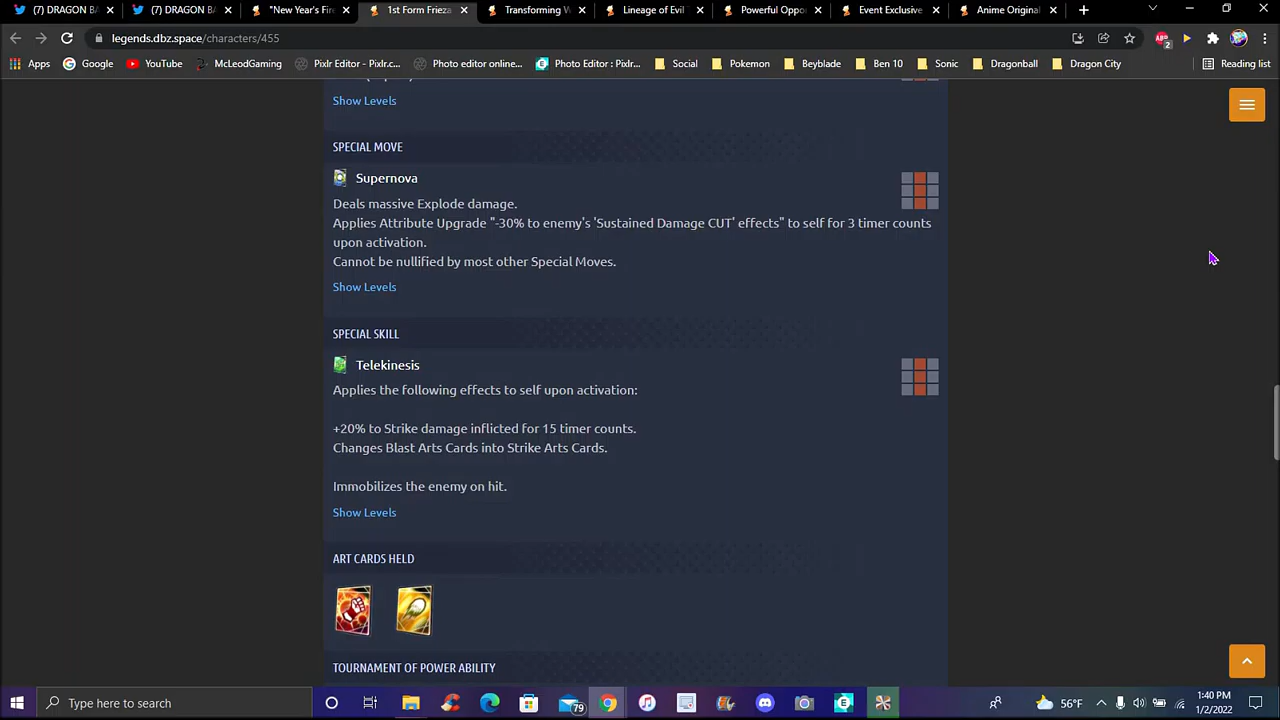 (7) DRAGON BA
(7) DRAGON BA
"New Year's Fire
1st Form Frieza
Transforming W
Lineage of Evil
Powerful Oppo
Event Exclusive
Anime Original
legends.dbz.space/characters/455
ABP
2
Apps
Google
YouTube
McLeodGaming
Pixlr Editor - Pixlr.c...
Photo editor online...
Photo Editor : Pixlr...
Social
Pokemon
Beyblade
Ben 10
Sonic
Dragonball
Dragon City
Reading list
Show Levels
SPECIAL MOVE
Supernova
Deals massive Explode damage.
Applies Attribute Upgrade "-30% to enemy's 'Sustained Damage CUT' effects" to self for 3 timer counts
upon activation.
Cannot be nullified by most other Special Moves.
Show Levels
SPECIAL SKILL
Telekinesis
Applies the following effects to self upon activation:
+20% to Strike damage inflicted for 15 timer counts.
Changes Blast Arts Cards into Strike Arts Cards.
Immobilizes the enemy on hit.
Show Levels
ART CARDS HELD
TOURNAMENT OF POWER ABILITY
Type here to search
79
56°F
1:40 PM
1/2/2022